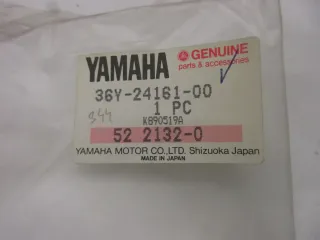 YAMAHA GENUINE
parts & accessories
36Y-24161-00
1 PC
344
K890519A
52 2132-0
YAMAHA MOTOR CO.,LTD. Shizuoka Japan
MADE IN JAPAN